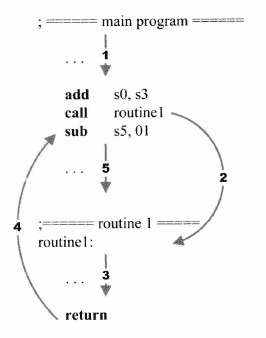 ; ====== main program ======
... 1
add s0, s3
call routine1
sub s5, 01
... 5
2
4
;====== routine 1 =====
routine1:
... 3
return